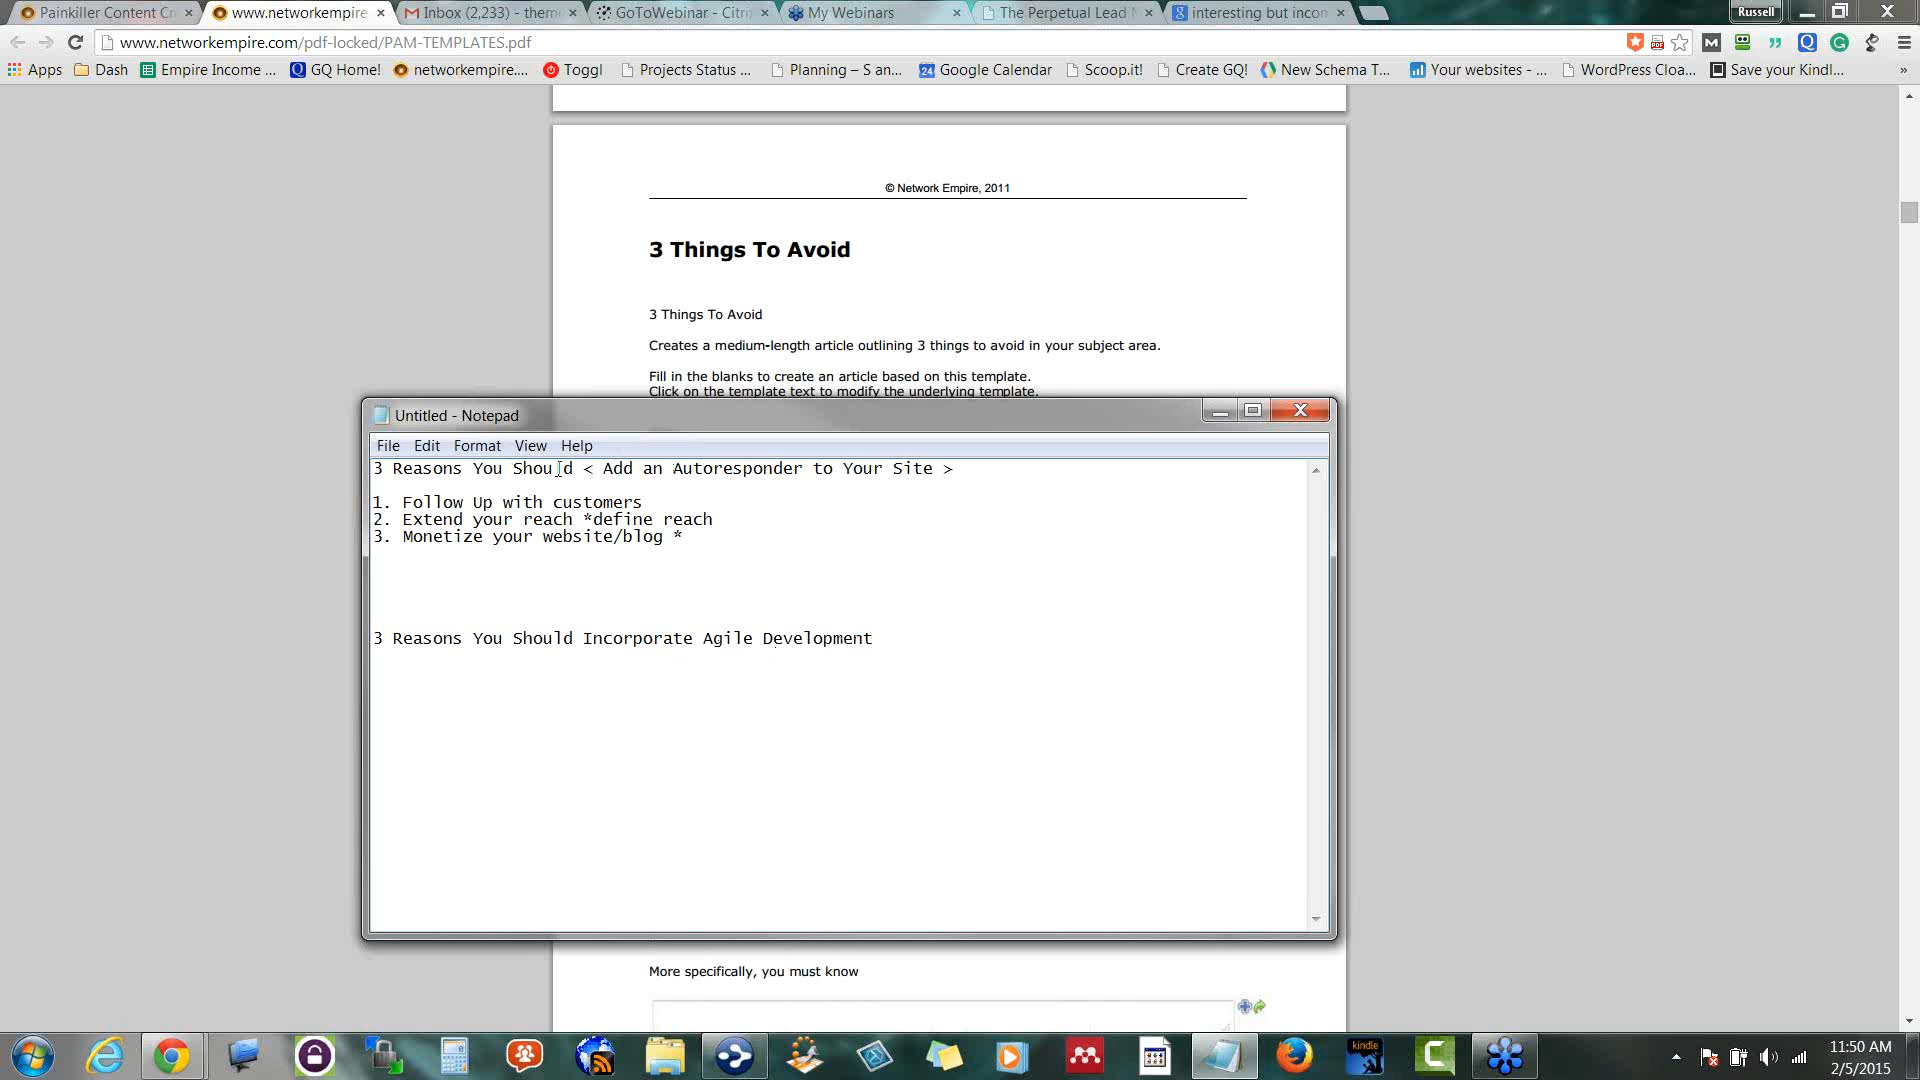 Painkiller Content Cr
www.networkempire
Inbox (2,233) - them
GoToWebinar - Citri
My Webinars
The Perpetual Lead
interesting but incon
Russell
www.networkempire.com/pdf-locked/PAM-TEMPLATES.pdf
Apps
Dash
Empire Income ...
GQ Home!
networkempire....
Toggl
Projects Status ...
Planning – S an...
24
Google Calendar
Scoop.it!
Create GQ!
New Schema T...
Your websites - ...
WordPress Cloa...
Save your Kindl...
»
© Network Empire, 2011
3 Things To Avoid
3 Things To Avoid
Creates a medium-length article outlining 3 things to avoid in your subject area.
Fill in the blanks to create an article based on this template.
Click on the template text to modify the underlying template.
Untitled - Notepad
File Edit Format View Help
3 Reasons You Should < Add an Autoresponder to Your Site >
1. Follow Up with customers
2. Extend your reach *define reach
3. Monetize your website/blog *
3 Reasons You Should Incorporate Agile Development
More specifically, you must know
kindle
11:50 AM
2/5/2015